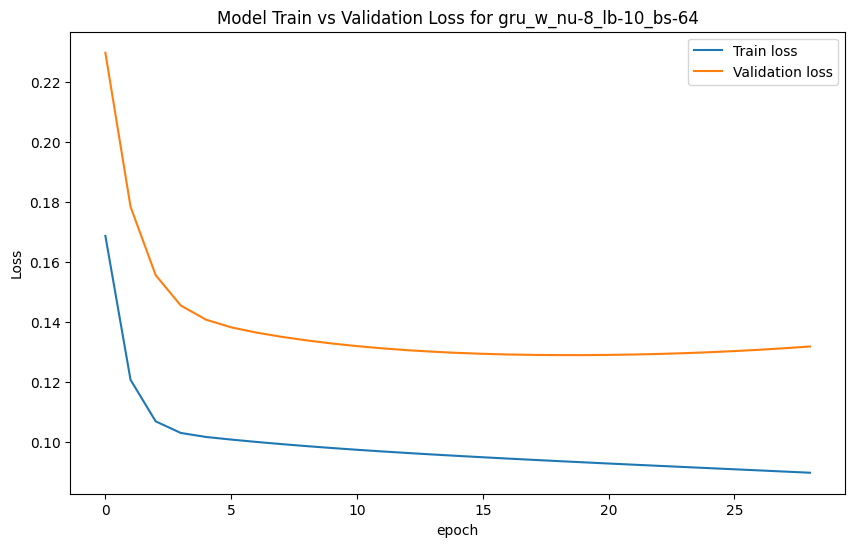 Model Train vs Validation Loss for gru_w_nu-8_lb-10_bs-64
Train loss
Validation loss
Loss
0.22
0.20
0.18
0.16
0.14
0.12
0.10
0 5 10 15 20 25
epoch